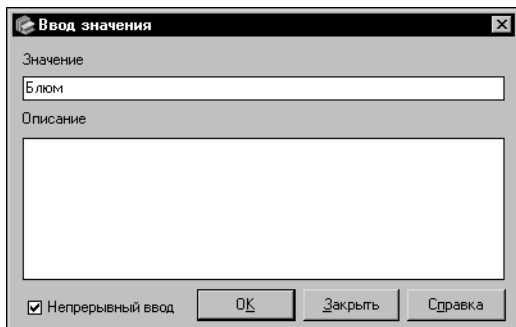 Ввод значения
Значение
Блюм
Описание
Непрерывный ввод OK Закрыть Справка